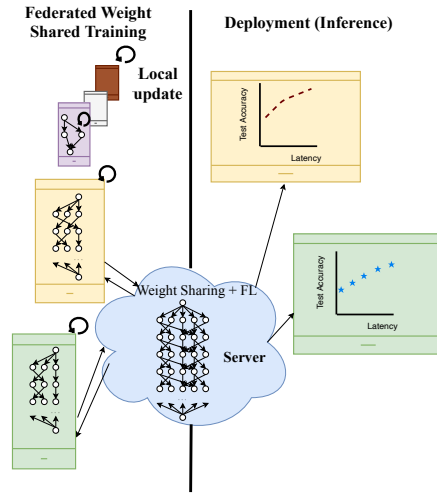 Federated Weight
Shared Training
Deployment (Inference)
Local
update
Test Accuracy
Latency
Weight Sharing + FL
Server
Test Accuracy
Latency